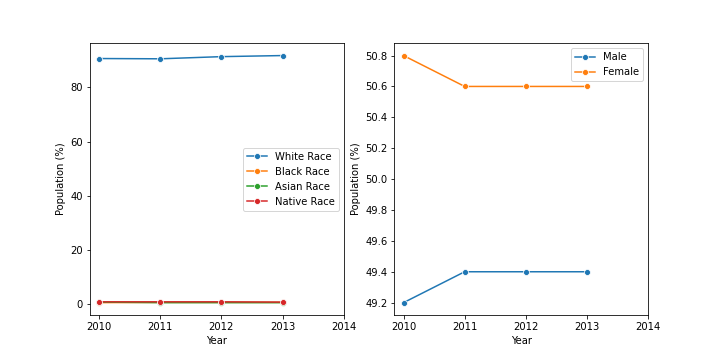 80
60
40
20
0
2010 2011 2012 2013 2014
Year
Population (%)
White Race
Black Race
Asian Race
Native Race
50.8
50.6
50.4
50.2
50.0
49.8
49.6
49.4
49.2
2010 2011 2012 2013 2014
Year
Population (%)
Male
Female